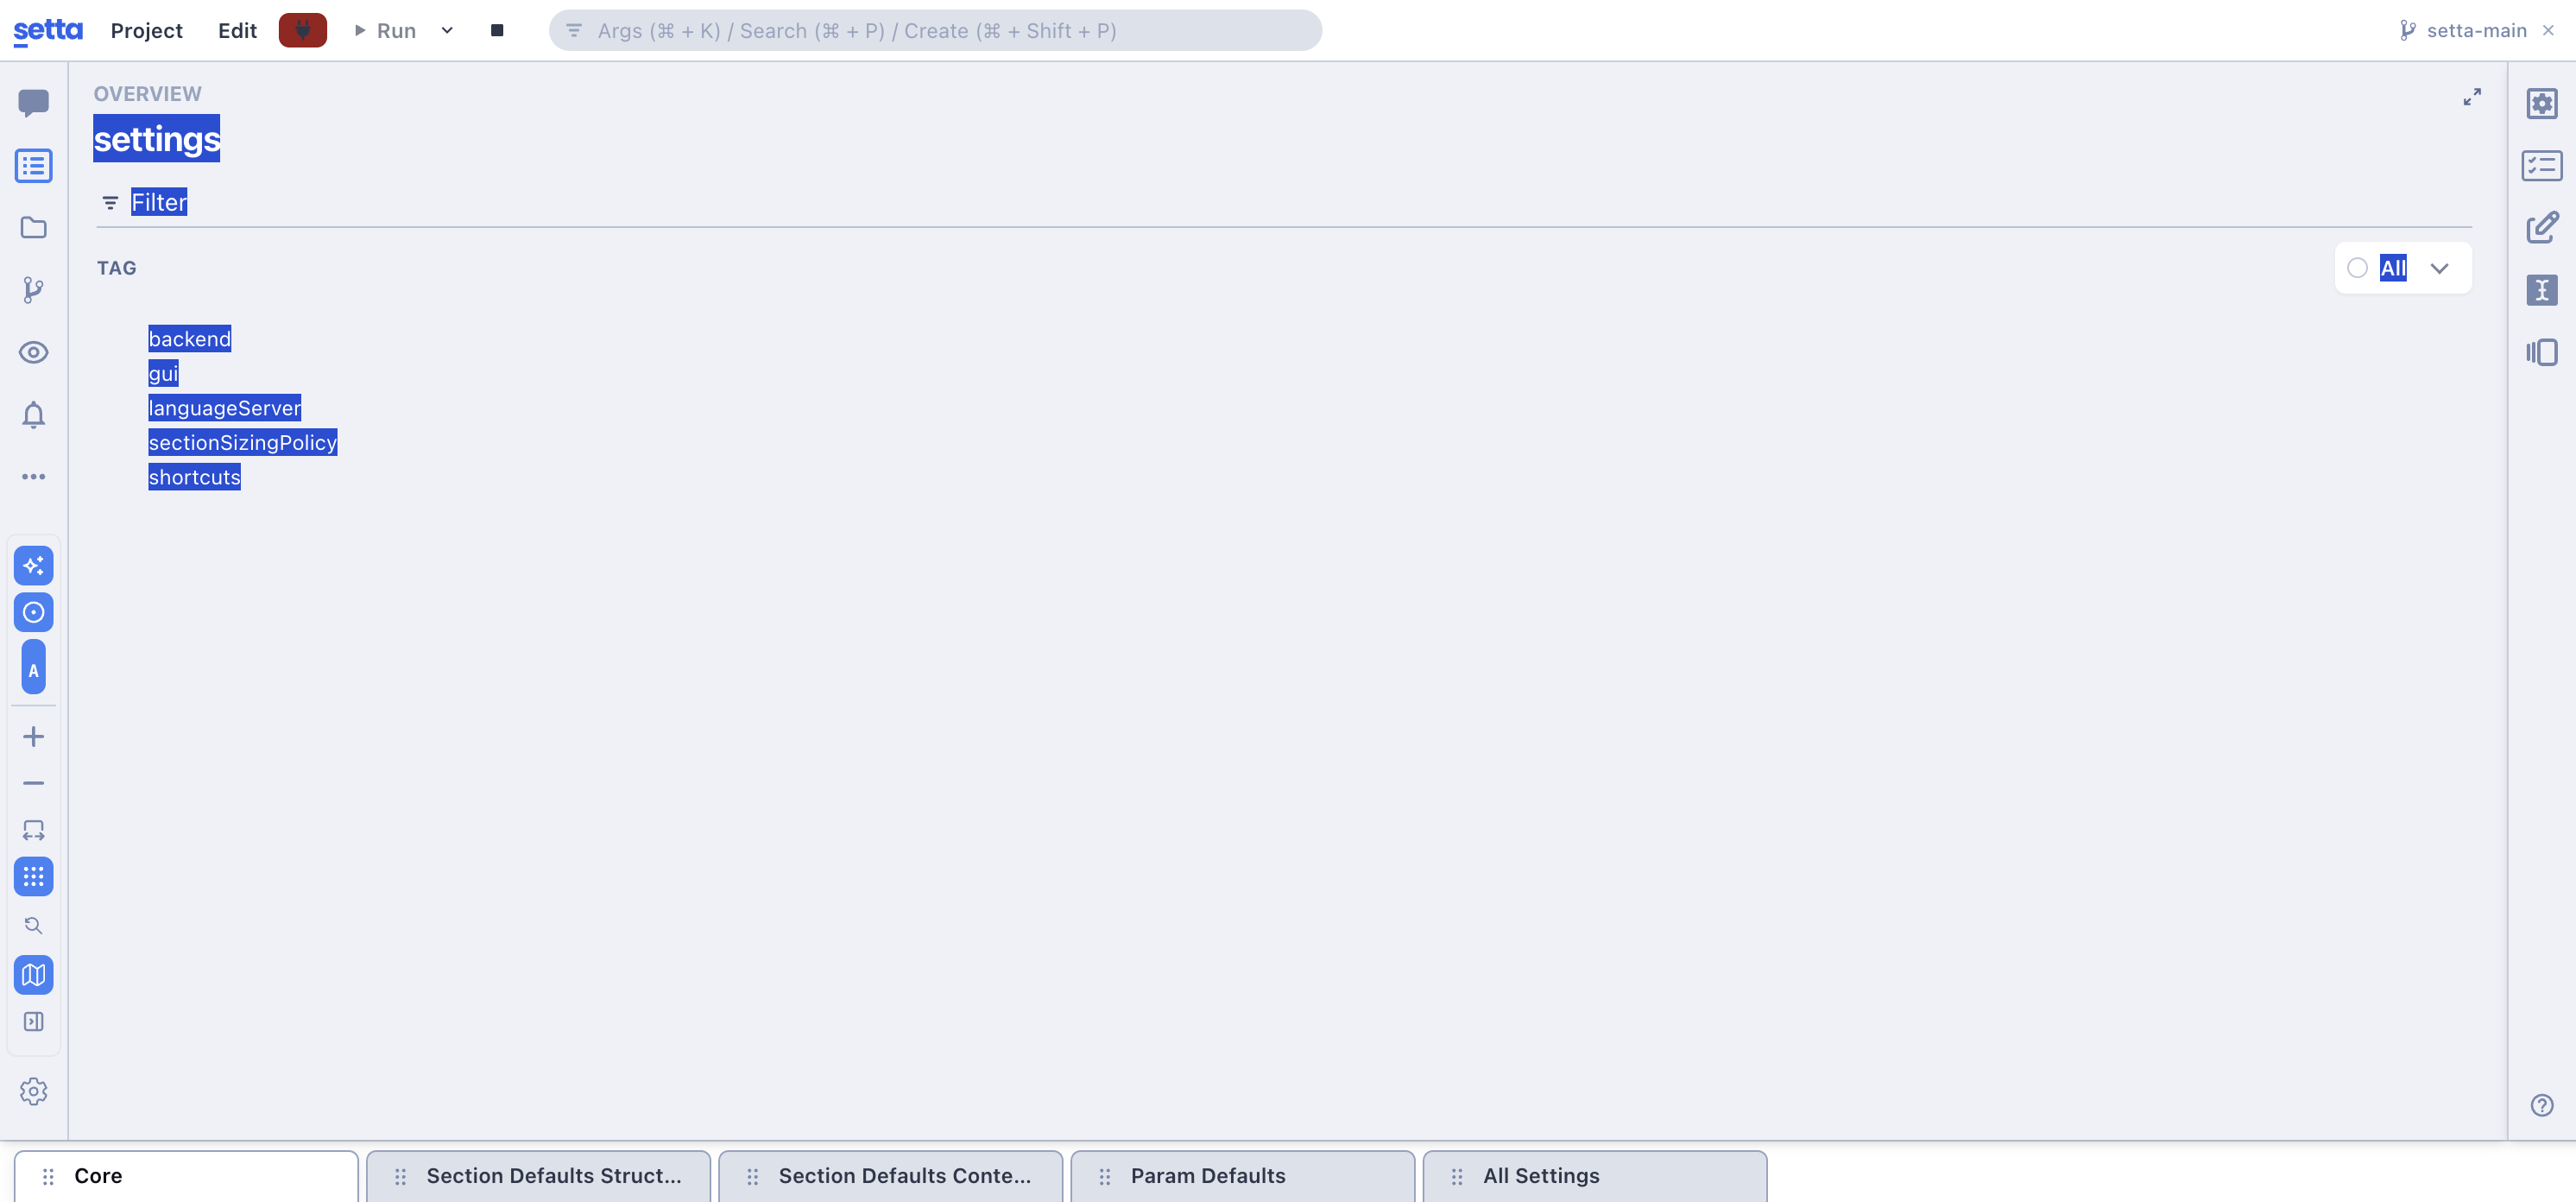 setta Project Edit Run Args (⌘ + K) / Search (⌘ + P) / Create (⌘ + Shift + P) setta-main
OVERVIEW
settings
Filter
TAG All
backend
gui
languageServer
sectionSizingPolicy
shortcuts
A
Core Section Defaults Struct... Section Defaults Conte... Param Defaults All Settings